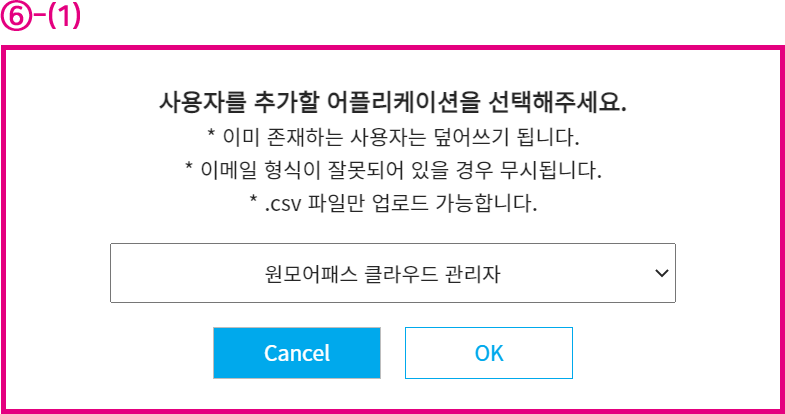 ⑥-(1)
사용자를 추가할 어플리케이션을 선택해주세요.
* 이미 존재하는 사용자는 덮어쓰기 됩니다.
* 이메일 형식이 잘못되어 있을 경우 무시됩니다.
* .csv 파일만 업로드 가능합니다.
원모어패스 클라우드 관리자
Cancel
OK